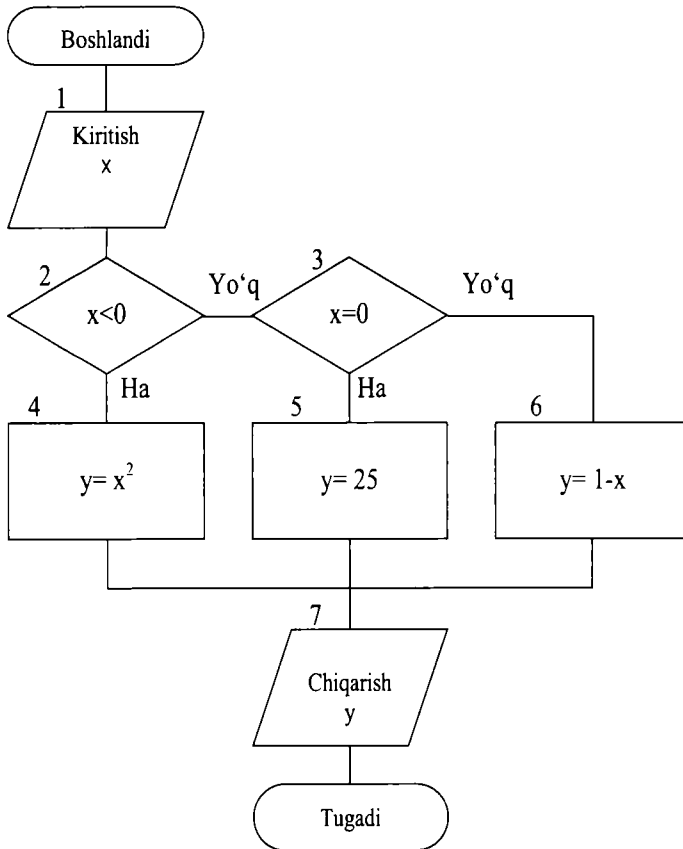 Boshlandi
1
Kiritish
x
2
x<0
Yo‘q
3
x=0
Yo‘q
Ha
Ha
4
y= x²
5
y= 25
6
y= 1-x
7
Chiqarish
y
Tugadi